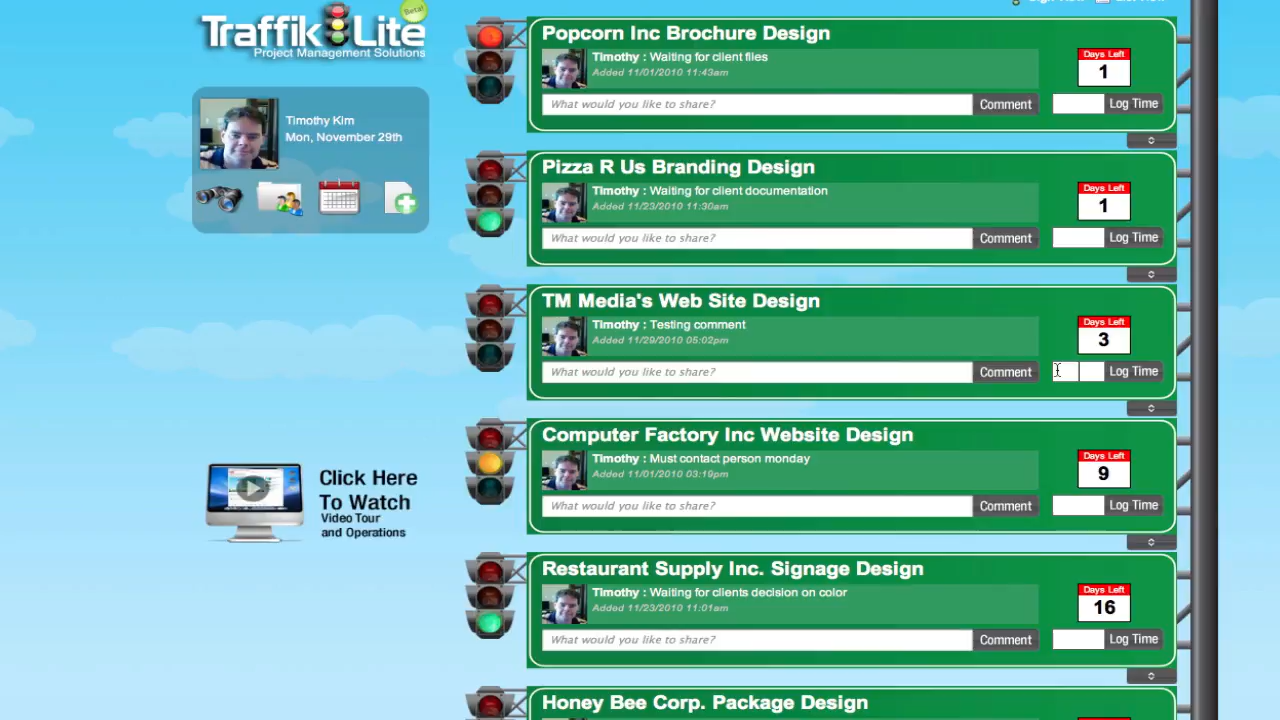 Traffik Lite
Beta!
Project Management Solutions
Timothy Kim
Mon, November 29th
Click Here
To Watch
Video Tour
and Operations
Popcorn Inc Brochure Design
Timothy : Waiting for client files
Added 11/01/2010 11:43am
What would you like to share?
Comment
Days Left
1
Log Time
Pizza R Us Branding Design
Timothy : Waiting for client documentation
Added 11/23/2010 11:30am
What would you like to share?
Comment
Days Left
1
Log Time
TM Media's Web Site Design
Timothy : Testing comment
Added 11/29/2010 05:02pm
What would you like to share?
Comment
Days Left
3
Log Time
Computer Factory Inc Website Design
Timothy : Must contact person monday
Added 11/01/2010 03:19pm
What would you like to share?
Comment
Days Left
9
Log Time
Restaurant Supply Inc. Signage Design
Timothy : Waiting for clients decision on color
Added 11/23/2010 11:01am
What would you like to share?
Comment
Days Left
16
Log Time
Honey Bee Corp. Package Design